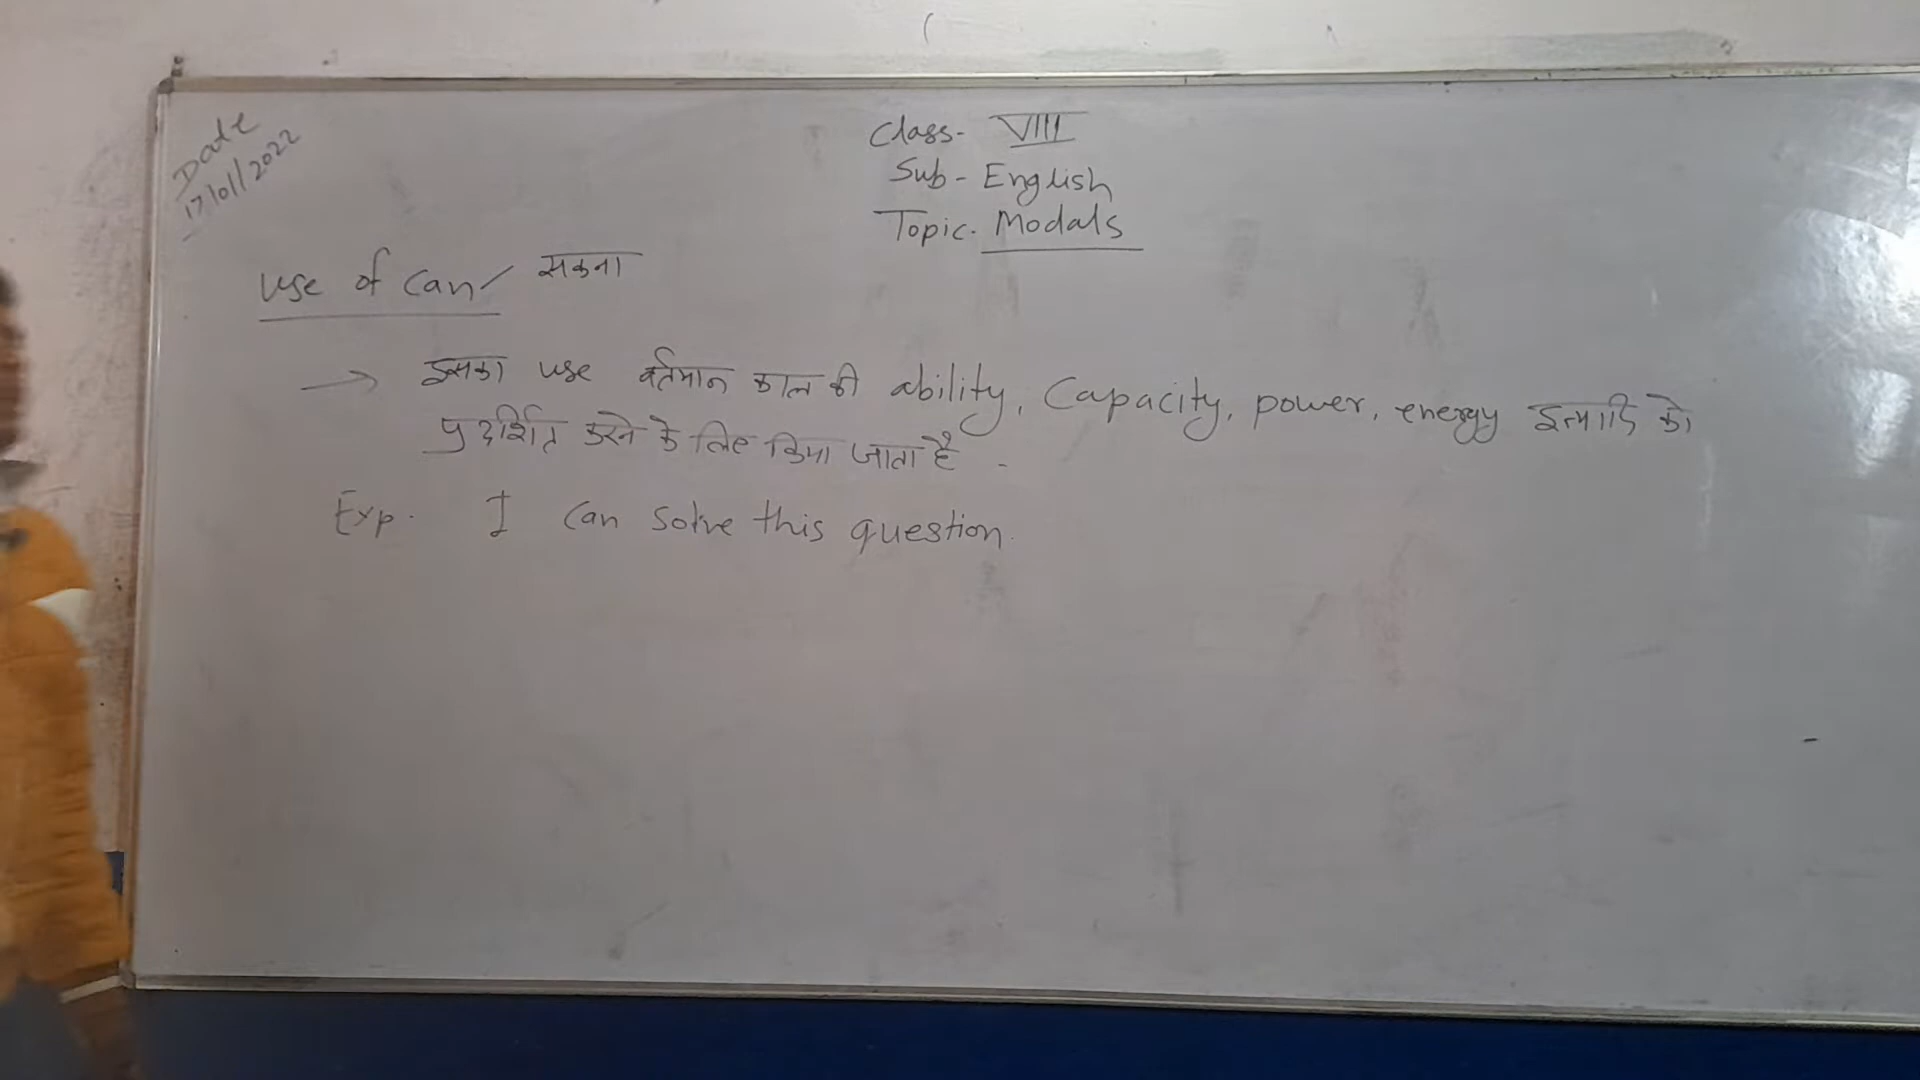 Date
17/01/2022
Class- VIII
Sub- English
Topic. Modals
Use of Can/ सकना
→ इसका use वर्तमान काल की ability, Capacity, power, energy इत्यादि को
प्रदर्शित करने के लिए किया जाता है.
Exp. I can solve this question.